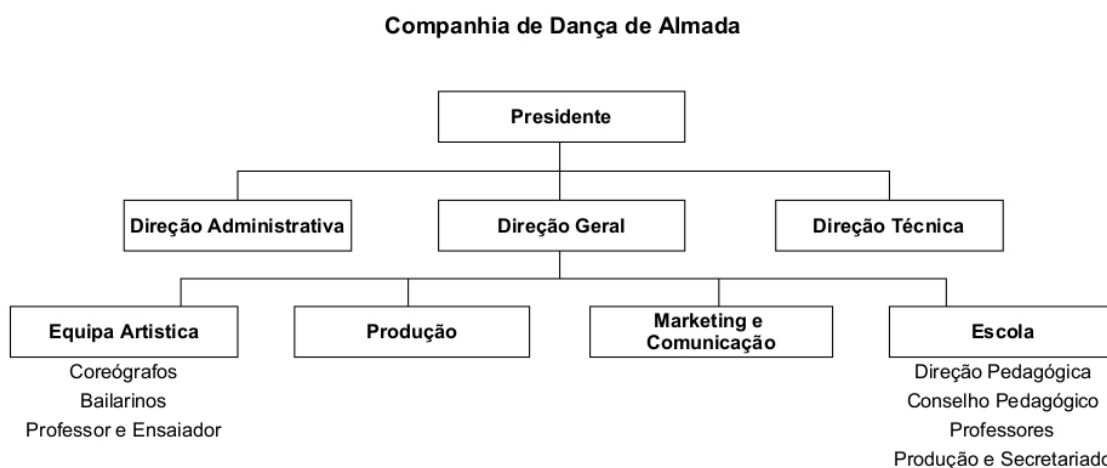 Companhia de Dança de Almada
Presidente
Direção Administrativa
Direção Geral
Direção Técnica
Equipa Artistica
Produção
Marketing e
Comunicação
Escola
Coreógrafos
Bailarinos
Professor e Ensaiador
Direção Pedagógica
Conselho Pedagógico
Professores
Produção e Secretariado